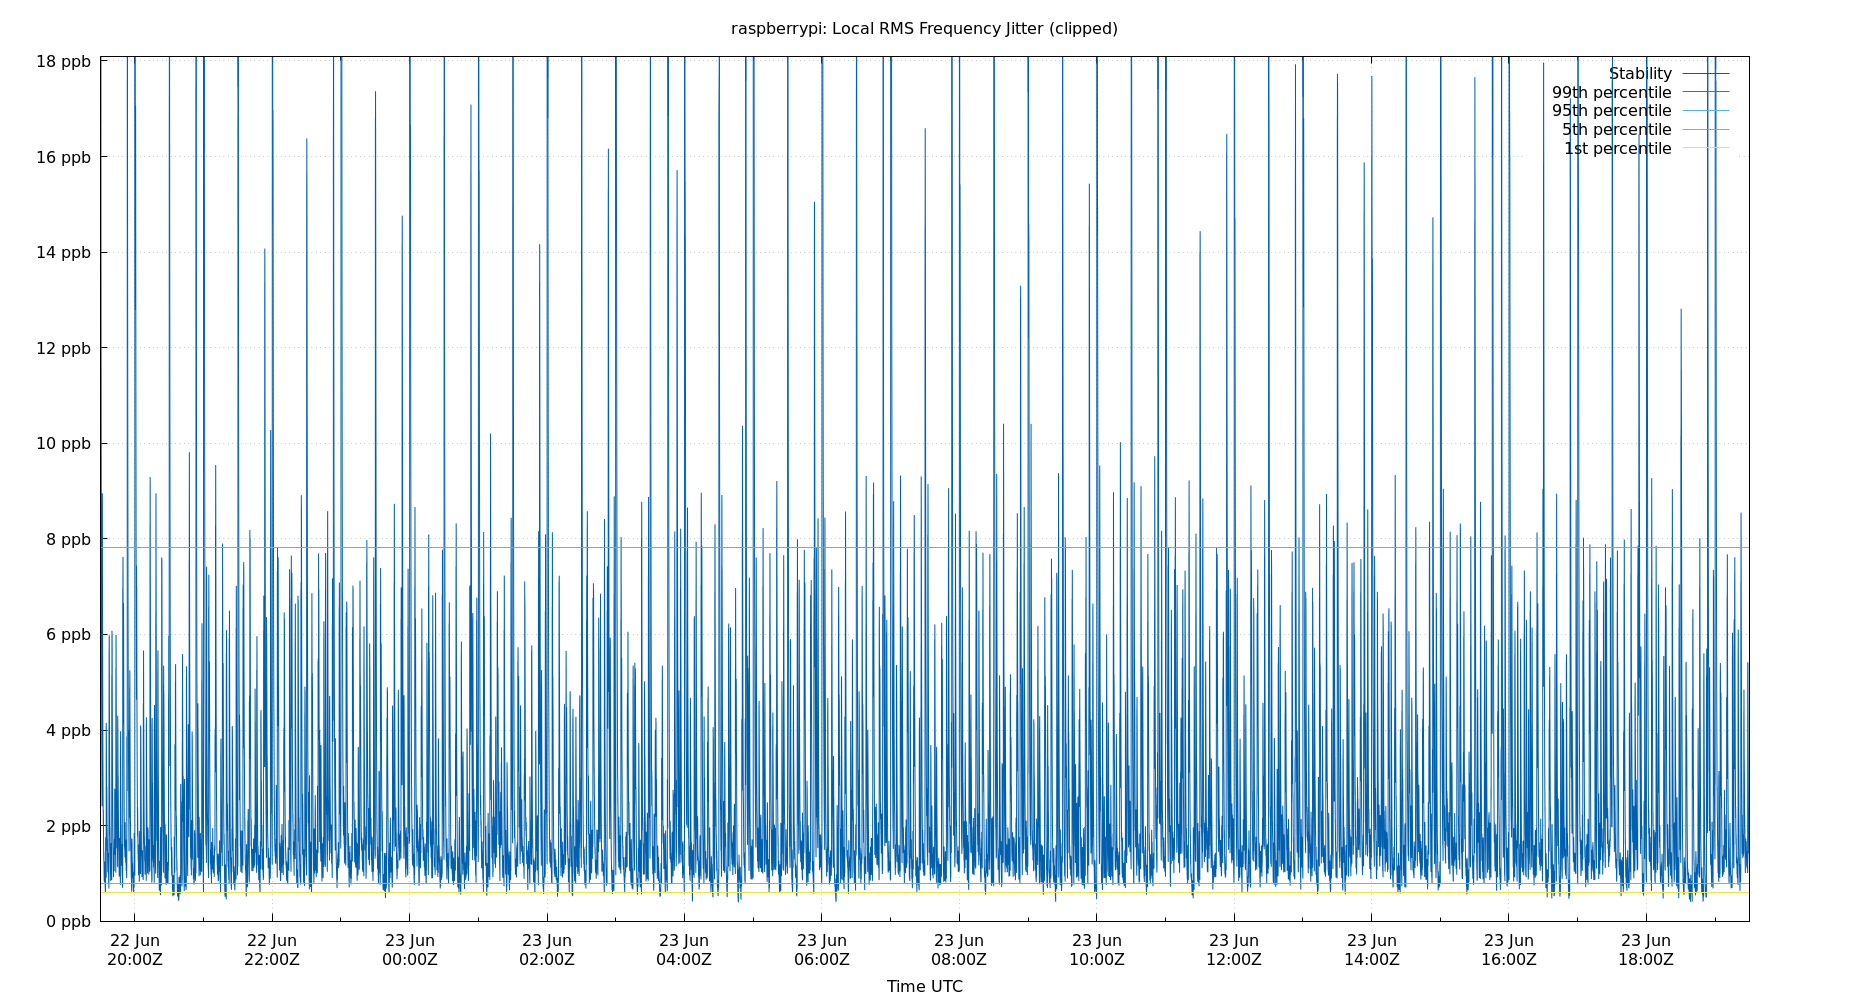 raspberrypi: Local RMS Frequency Jitter (clipped)
18 ppb
16 ppb
14 ppb
12 ppb
10 ppb
8 ppb
6 ppb
4 ppb
2 ppb
0 ppb
Stability
99th percentile
95th percentile
5th percentile
1st percentile
22 Jun 22 Jun 23 Jun 23 Jun 23 Jun 23 Jun 23 Jun 23 Jun 23 Jun 23 Jun 23 Jun 23 Jun
20:00Z 22:00Z 00:00Z 02:00Z 04:00Z 06:00Z 08:00Z 10:00Z 12:00Z 14:00Z 16:00Z 18:00Z
Time UTC